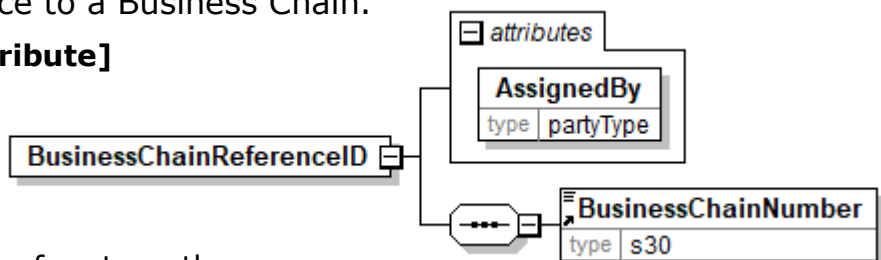 ce to a Business Chain.
ribute]
attributes
AssignedBy
type partyType
BusinessChainReferenceID
BusinessChainNumber
type s30